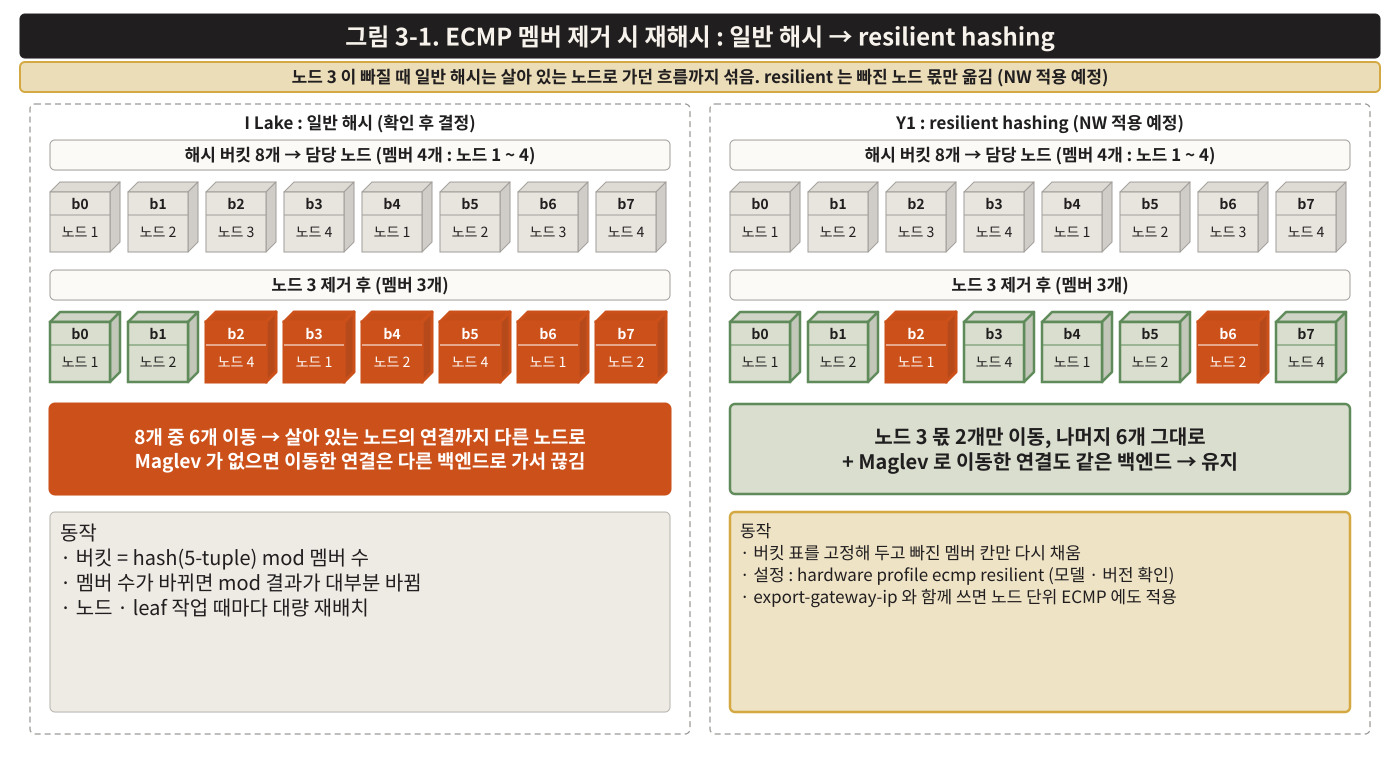 그림 3-1. ECMP 멤버 제거 시 재해시 : 일반 해시 → resilient hashing
노드 3 이 빠질 때 일반 해시는 살아 있는 노드로 가던 흐름까지 섞음. resilient 는 빠진 노드 몫만 옮김 (NW 적용 예정)
I Lake : 일반 해시 (확인 후 결정)
해시 버킷 8개 → 담당 노드 (멤버 4개 : 노드 1 ~ 4)
b0 b1 b2 b3 b4 b5 b6 b7
노드 1 노드 2 노드 3 노드 4 노드 1 노드 2 노드 3 노드 4
노드 3 제거 후 (멤버 3개)
b0 b1 b2 b3 b4 b5 b6 b7
노드 1 노드 2 노드 4 노드 1 노드 2 노드 4 노드 1 노드 2
8개 중 6개 이동 → 살아 있는 노드의 연결까지 다른 노드로
Maglev 가 없으면 이동한 연결은 다른 백엔드로 가서 끊김
동작
· 버킷 = hash(5-tuple) mod 멤버 수
· 멤버 수가 바뀌면 mod 결과가 대부분 바뀜
· 노드 · leaf 작업 때마다 대량 재배치
Y1 : resilient hashing (NW 적용 예정)
해시 버킷 8개 → 담당 노드 (멤버 4개 : 노드 1 ~ 4)
b0 b1 b2 b3 b4 b5 b6 b7
노드 1 노드 2 노드 3 노드 4 노드 1 노드 2 노드 3 노드 4
노드 3 제거 후 (멤버 3개)
b0 b1 b2 b3 b4 b5 b6 b7
노드 1 노드 2 노드 1 노드 4 노드 1 노드 2 노드 2 노드 4
노드 3 몫 2개만 이동, 나머지 6개 그대로
+ Maglev 로 이동한 연결도 같은 백엔드 → 유지
동작
· 버킷 표를 고정해 두고 빠진 멤버 칸만 다시 채움
· 설정 : hardware profile ecmp resilient (모델 · 버전 확인)
· export-gateway-ip 와 함께 쓰면 노드 단위 ECMP 에도 적용